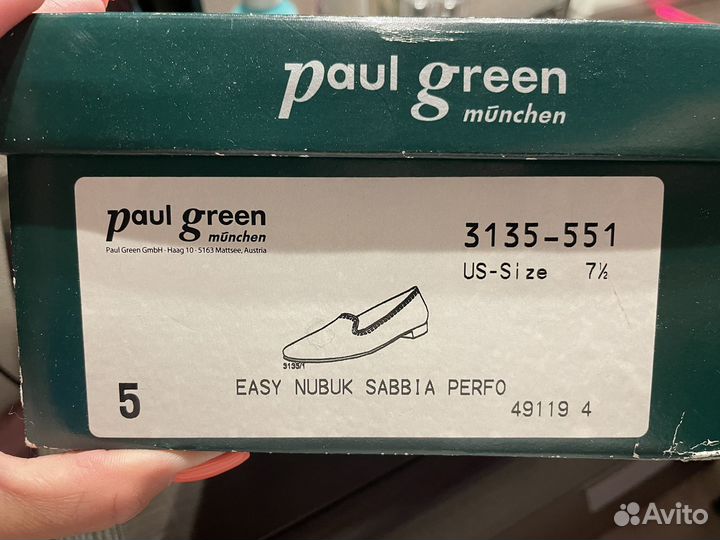 paul green
münchen
paul green
münchen
Paul Green GmbH · Haag 10 · 5163 Mattsee, Austria
3135-551
US-Size 7½
3135/1
5
EASY NUBUK SABBIA PERFO
49119 4
Avito